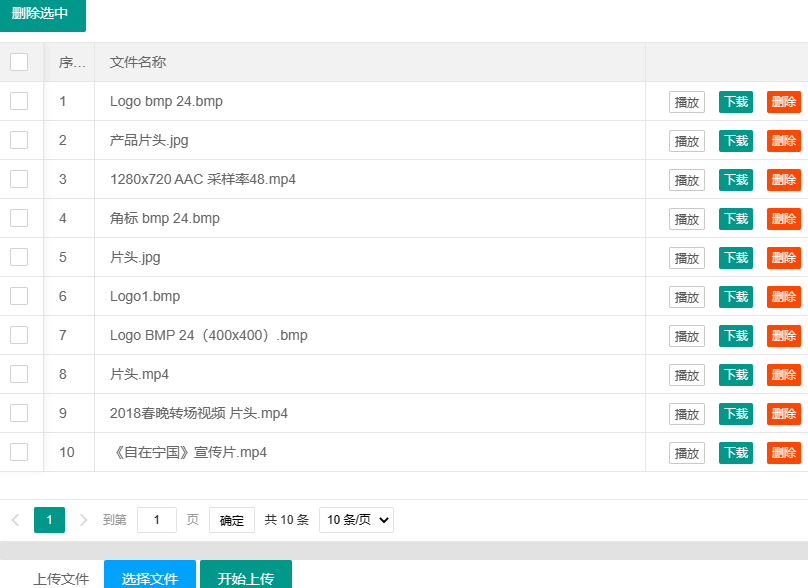 删除选中
序... 文件名称
1 Logo bmp 24.bmp 播放 下载 删除
2 产品片头.jpg 播放 下载 删除
3 1280x720 AAC 采样率48.mp4 播放 下载 删除
4 角标 bmp 24.bmp 播放 下载 删除
5 片头.jpg 播放 下载 删除
6 Logo1.bmp 播放 下载 删除
7 Logo BMP 24（400x400）.bmp 播放 下载 删除
8 片头.mp4 播放 下载 删除
9 2018春晚转场视频 片头.mp4 播放 下载 删除
10 《自在宁国》宣传片.mp4 播放 下载 删除
1 到第 1 页 确定 共 10 条 10 条/页
上传文件 选择文件 开始上传